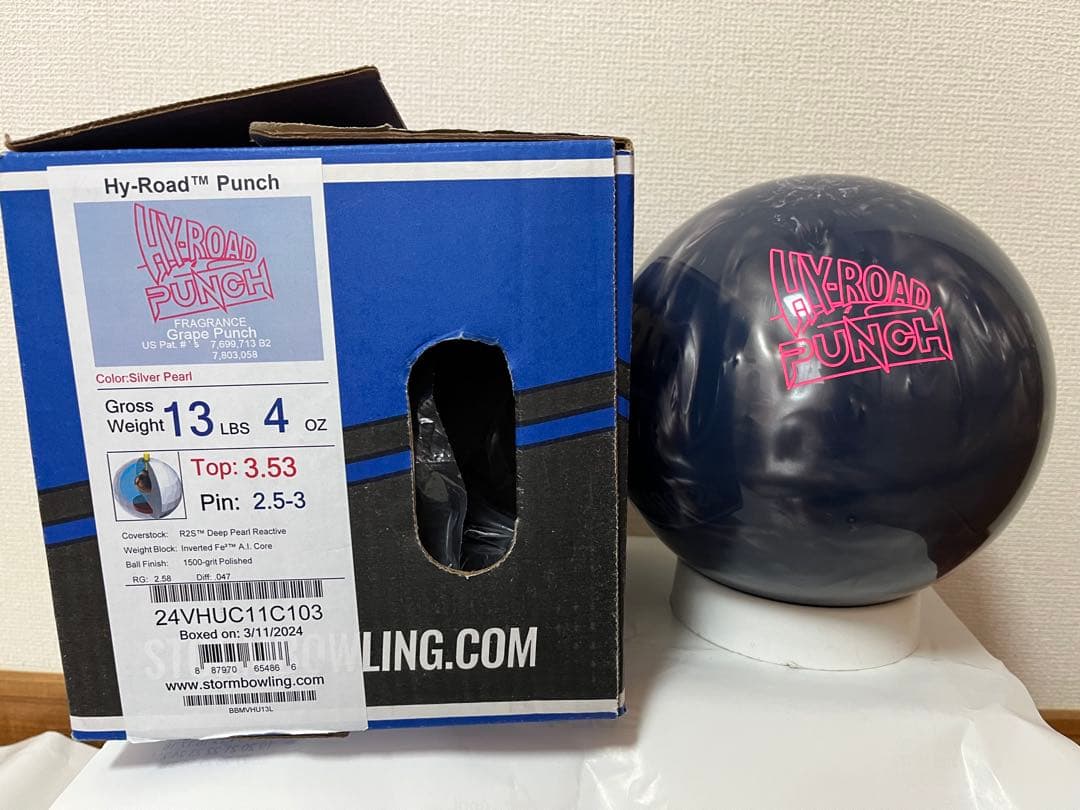 Hy-Road™ Punch
HY-ROAD
PUNCH
FRAGRANCE
Grape Punch
US Pat. #'s 7,699,713 B2
7,803,058
Color:Silver Pearl
Gross
Weight 13 LBS 4 OZ
Top: 3.53
Pin: 2.5-3
Coverstock: R2S™ Deep Pearl Reactive
Weight Block: Inverted Fe²™ A.I. Core
Ball Finish: 1500-grit Polished
RG: 2.58 Diff: .047
24VHUC11C103
Boxed on: 3/11/2024
8 87970 65486 6
www.stormbowling.com
BBMVHU13L
STORMBOWLING.COM
HY-ROAD
PUNCH